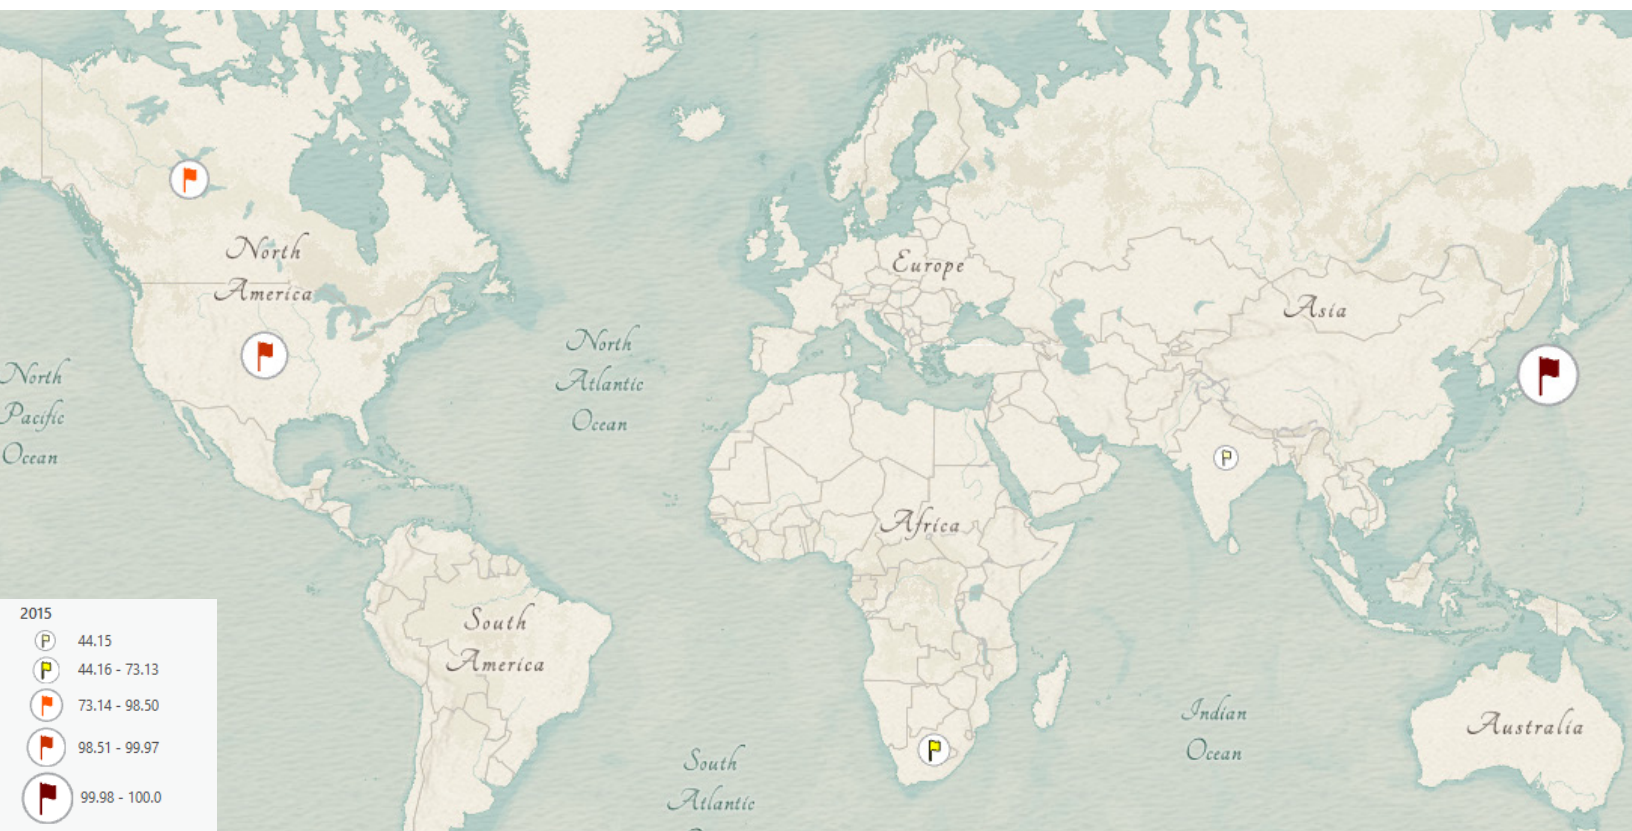 North
America
North
Pacific
Ocean
North
Atlantic
Ocean
Europe
Asia
Africa
South
America
South
Atlantic
Indian
Ocean
Australia
2015
44.15
44.16 - 73.13
73.14 - 98.50
98.51 - 99.97
99.98 - 100.0